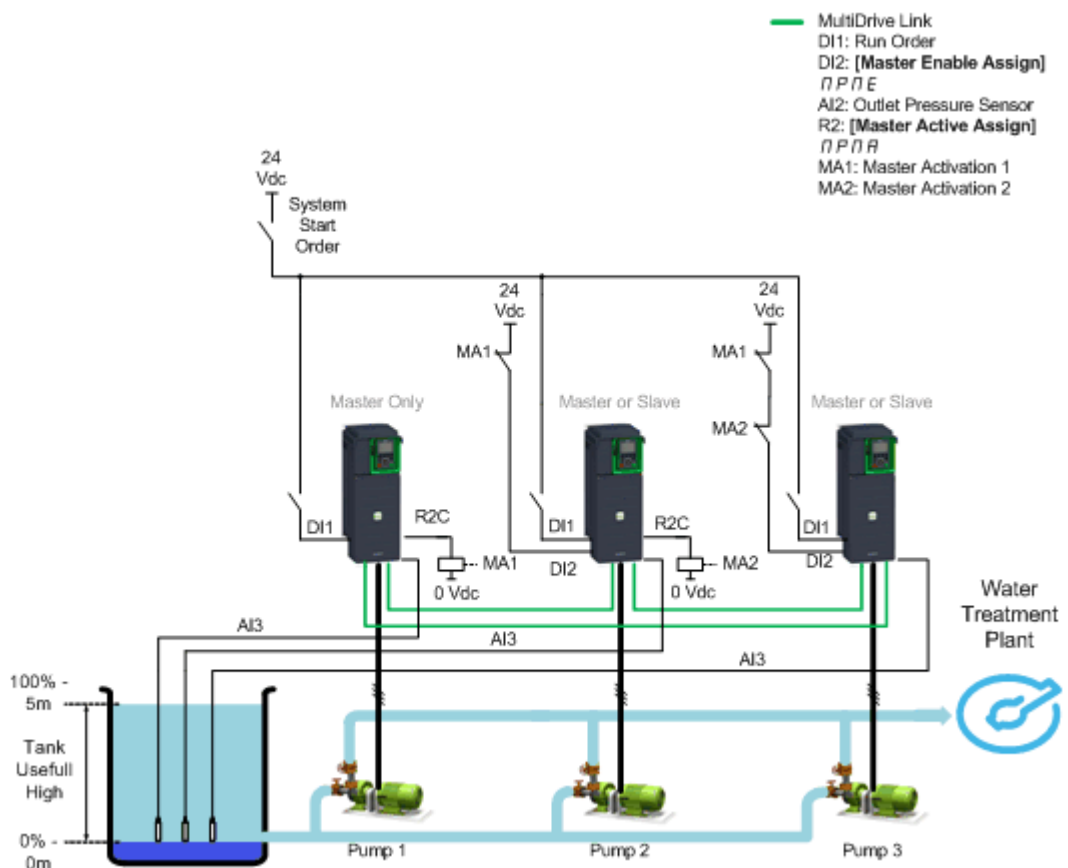 MultiDrive Link
DI1: Run Order
DI2: [Master Enable Assign]
ПPПE
AI2: Outlet Pressure Sensor
R2: [Master Active Assign]
ПPПA
MA1: Master Activation 1
MA2: Master Activation 2
24
Vdc
System
Start
Order
24
Vdc
24
Vdc
MA1
MA1
MA2
Master Only
Master or Slave
Master or Slave
DI1
R2C
DI1
R2C
DI1
MA1
DI2
MA2
DI2
0 Vdc
0 Vdc
Water
Treatment
Plant
AI3
AI3
AI3
100% -
5m
Tank
Usefull
High
0% -
0m
Pump 1
Pump 2
Pump 3